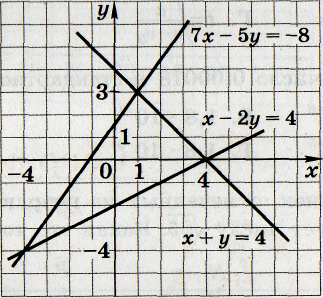 y
7x – 5y = –8
3
x – 2y = 4
1
–4 0 1 4 x
–4
x + y = 4